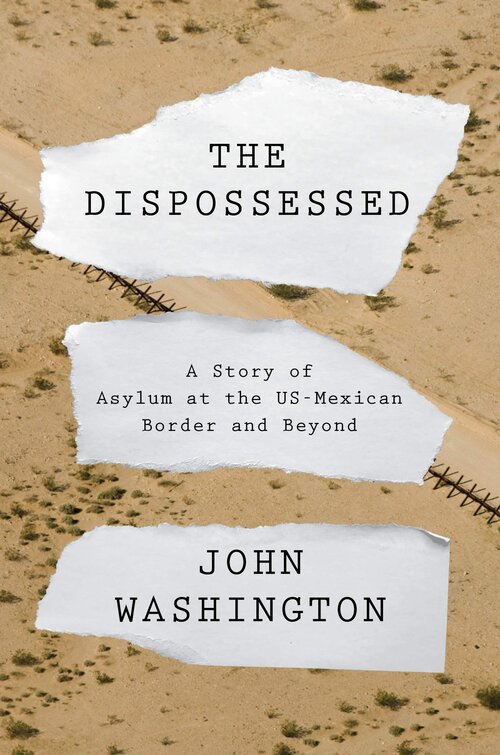 THE
DISPOSSESSED
A Story of
Asylum at the US-Mexican
Border and Beyond
JOHN
WASHINGTON